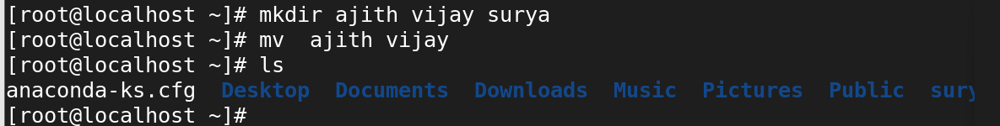 [root@localhost ~]# mkdir ajith vijay surya
[root@localhost ~]# mv  ajith vijay
[root@localhost ~]# ls
anaconda-ks.cfg  Desktop  Documents  Downloads  Music  Pictures  Public  sury
[root@localhost ~]#